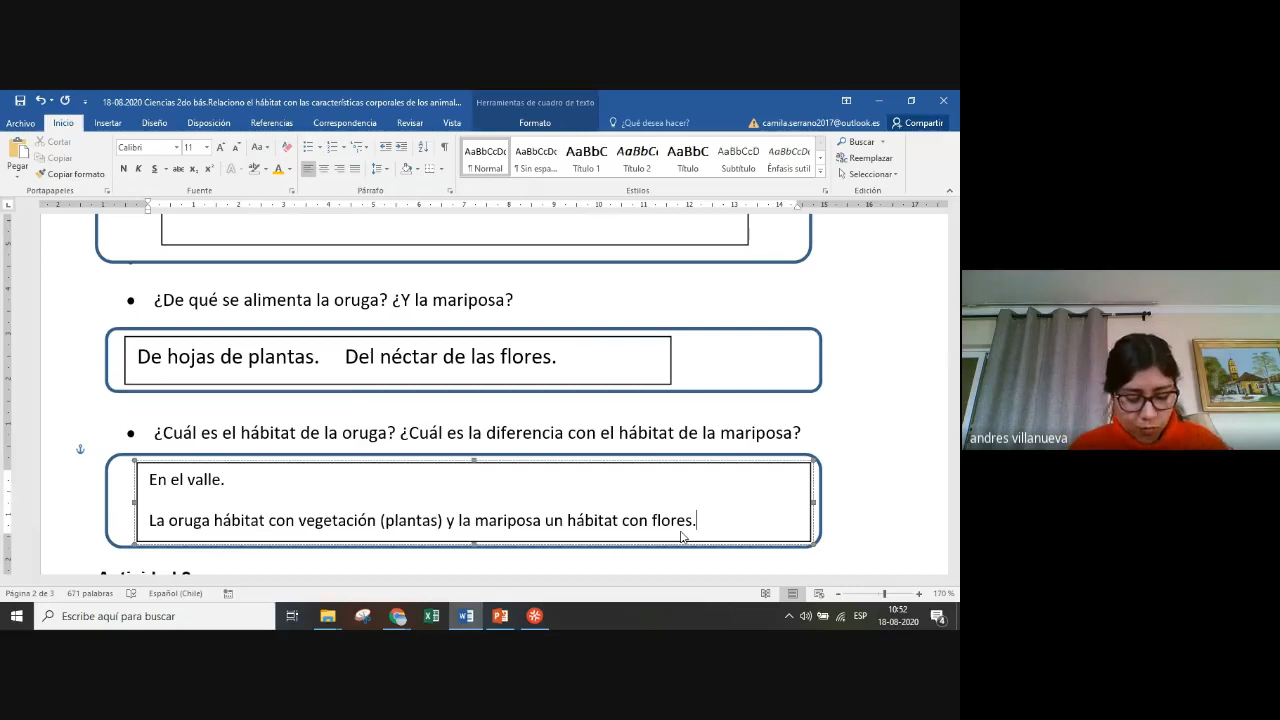 18-08.2020 Ciencias 2do bás.Relaciono el hábitat con las características corporales de los animal...
Herramientas de cuadro de texto
Archivo Inicio Insertar Diseño Disposición Referencias Correspondencia Revisar Vista Formato ¿Qué desea hacer? camila.serrano2017@outlook.es Compartir
Pegar
Cortar
Copiar
Copiar formato
Portapapeles
Calibri 11
N K S abc x₂ x²
Fuente
Párrafo
AaBbCcDc AaBbCcDc AaBbC AaBbCc AaBbC AaBbCcD AaBbCcDc
¶ Normal ¶ Sin espa... Título 1 Título 2 Título Subtítulo Énfasis sutil
Estilos
Buscar
Reemplazar
Seleccionar
Edición
• ¿De qué se alimenta la oruga? ¿Y la mariposa?
De hojas de plantas. Del néctar de las flores.
• ¿Cuál es el hábitat de la oruga? ¿Cuál es la diferencia con el hábitat de la mariposa?
En el valle.
La oruga hábitat con vegetación (plantas) y la mariposa un hábitat con flores.
andres villanueva
Página 2 de 3 671 palabras Español (Chile) 170 %
Escribe aquí para buscar
ESP
10:52
18-08-2020
4